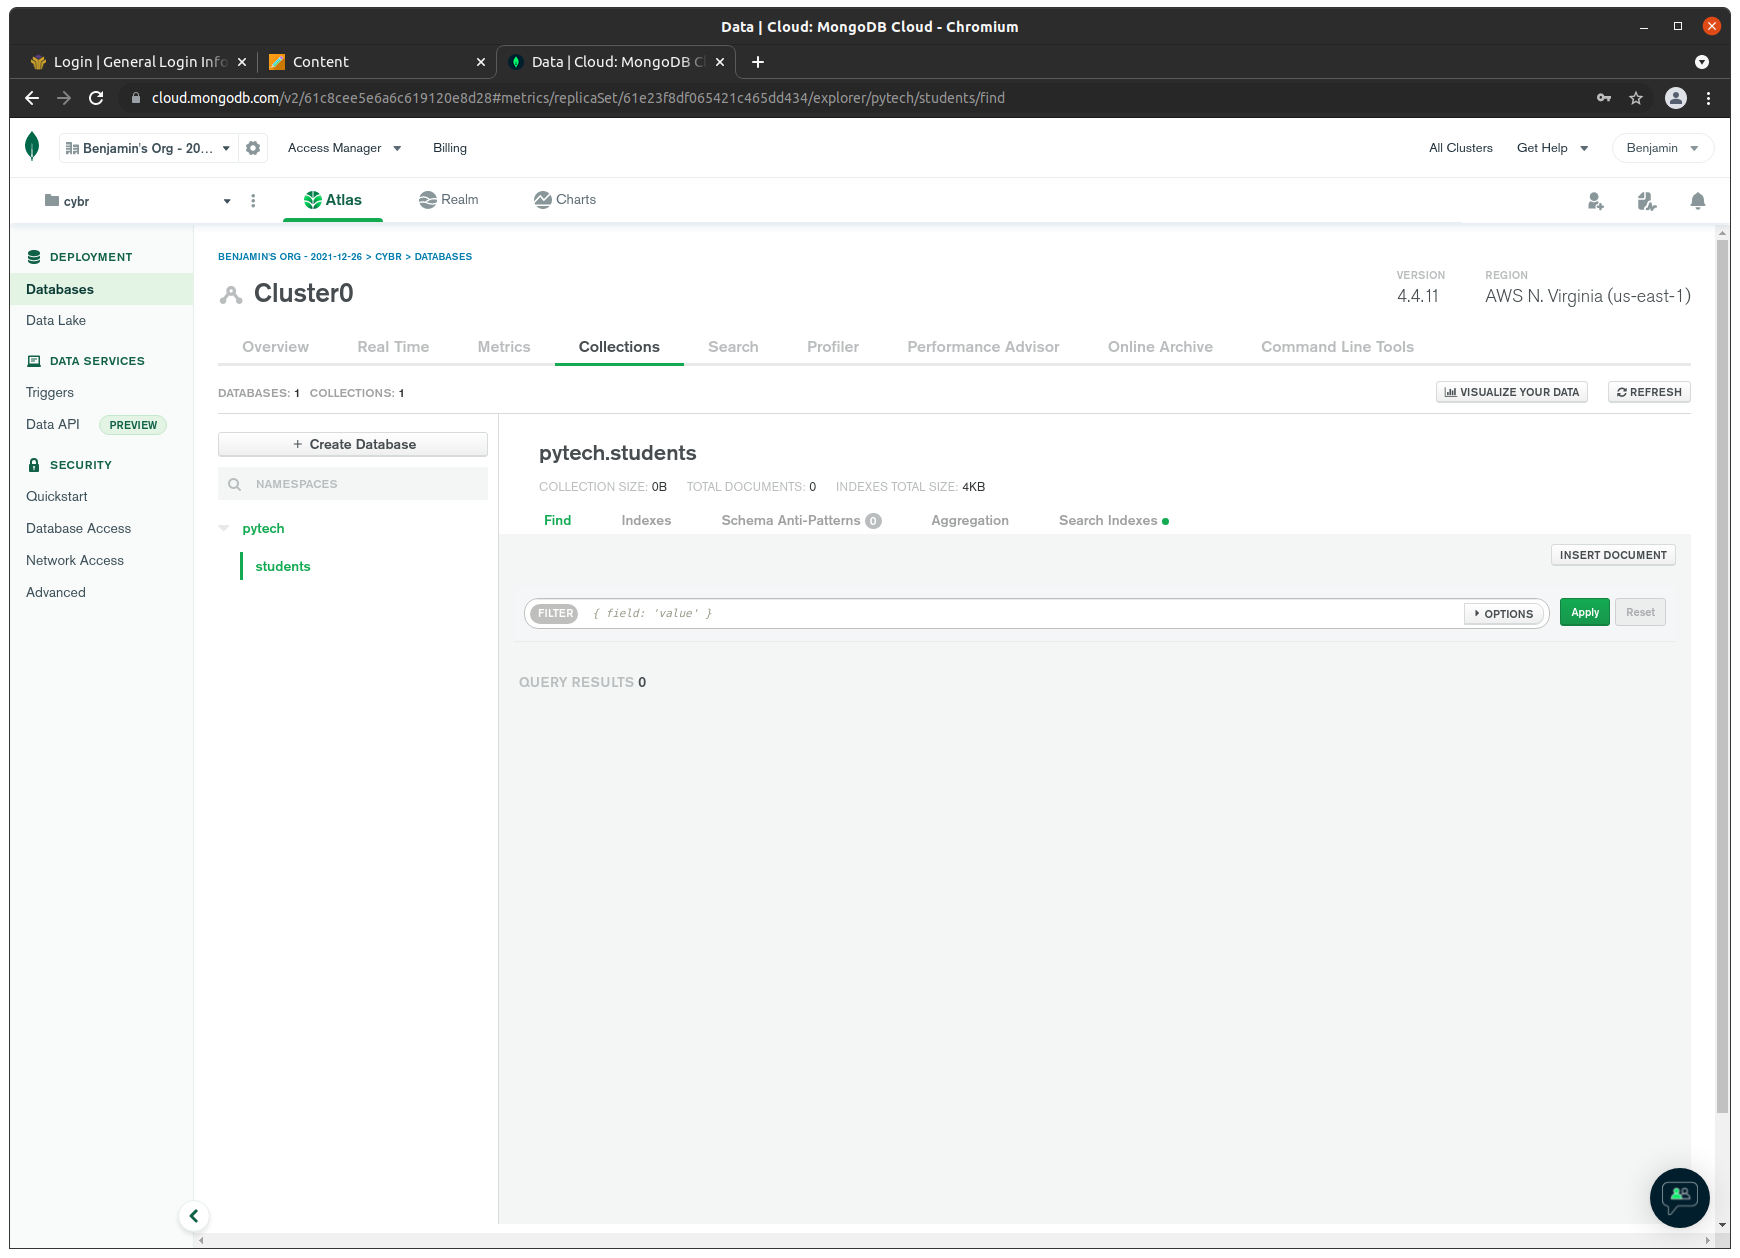 Data | Cloud: MongoDB Cloud - Chromium
Login | General Login Info
Content
Data | Cloud: MongoDB Cl
cloud.mongodb.com/v2/61c8cee5e6a6c619120e8d28#metrics/replicaSet/61e23f8df065421c465dd434/explorer/pytech/students/find
Benjamin's Org - 20...
Access Manager
Billing
All Clusters
Get Help
Benjamin
cybr
Atlas
Realm
Charts
DEPLOYMENT
Databases
Data Lake
DATA SERVICES
Triggers
Data API PREVIEW
SECURITY
Quickstart
Database Access
Network Access
Advanced
BENJAMIN'S ORG - 2021-12-26 > CYBR > DATABASES
Cluster0
VERSION
4.4.11
REGION
AWS N. Virginia (us-east-1)
Overview
Real Time
Metrics
Collections
Search
Profiler
Performance Advisor
Online Archive
Command Line Tools
DATABASES: 1 COLLECTIONS: 1
VISUALIZE YOUR DATA
REFRESH
+ Create Database
NAMESPACES
pytech
students
pytech.students
COLLECTION SIZE: 0B TOTAL DOCUMENTS: 0 INDEXES TOTAL SIZE: 4KB
Find
Indexes
Schema Anti-Patterns 0
Aggregation
Search Indexes
INSERT DOCUMENT
FILTER { field: 'value' }
OPTIONS
Apply
Reset
QUERY RESULTS 0